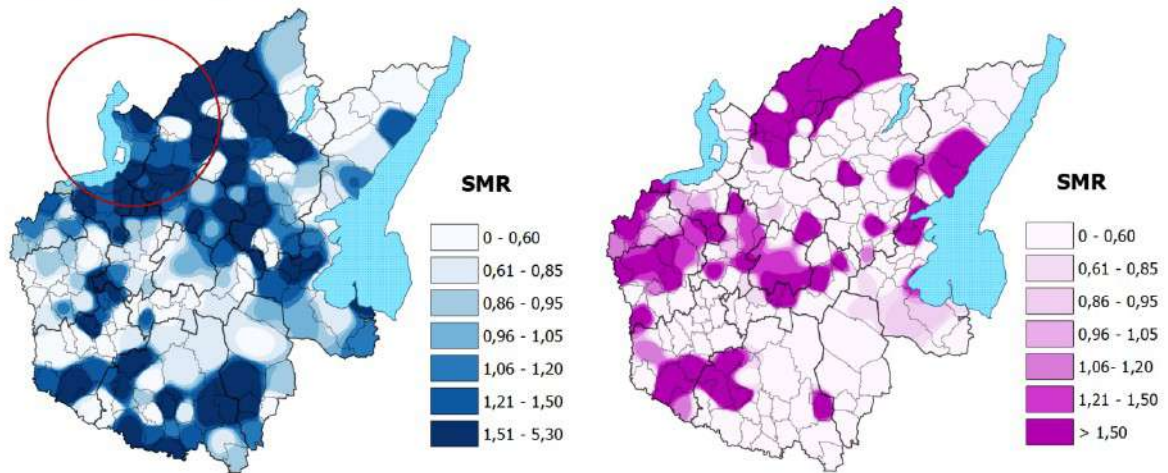 SMR
0 - 0,60
0,61 - 0,85
0,86 - 0,95
0,96 - 1,05
1,06 - 1,20
1,21 - 1,50
1,51 - 5,30
SMR
0 - 0,60
0,61 - 0,85
0,86 - 0,95
0,96 - 1,05
1,06- 1,20
1,21 - 1,50
> 1,50